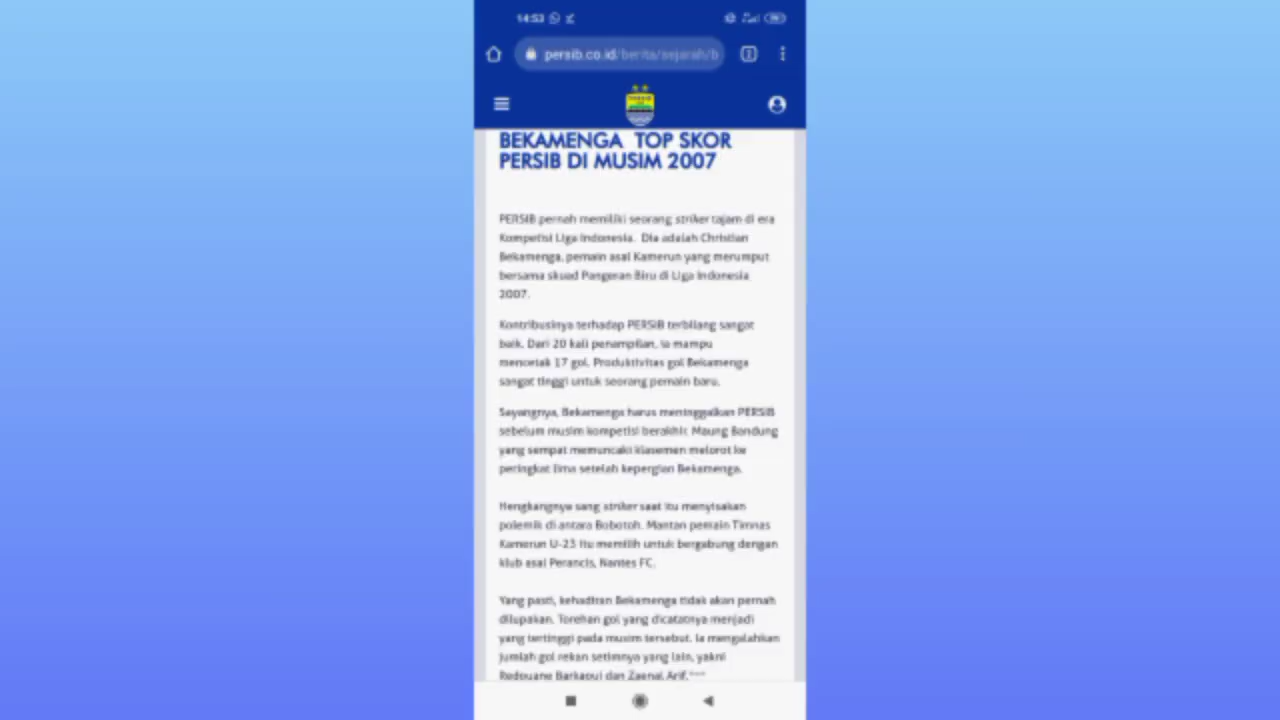 14:53
persib.co.id/berita/sejarah/b
BEKAMENGA TOP SKOR
PERSIB DI MUSIM 2007
PERSIB pernah memiliki seorang striker tajam di era
Kompetisi Liga Indonesia. Dia adalah Christian
Bekamenga, pemain asal Kamerun yang merumput
bersama skuad Pangeran Biru di Liga Indonesia
2007.
Kontribusinya terhadap PERSIB terbilang sangat
baik. Dari 20 kali penampilan, ia mampu
mencetak 17 gol. Produktivitas gol Bekamenga
sangat tinggi untuk seorang pemain baru.
Sayangnya, Bekamenga harus meninggalkan PERSIB
sebelum musim kompetisi berakhir. Maung Bandung
yang sempat memuncaki klasemen melorot ke
peringkat lima setelah kepergian Bekamenga.
Hengkangnya sang striker saat itu menyisakan
polemik di antara Bobotoh. Mantan pemain Timnas
Kamerun U-23 itu memilih untuk bergabung dengan
klub asal Perancis, Nantes FC.
Yang pasti, kehadiran Bekamenga tidak akan pernah
dilupakan. Torehan gol yang dicatatnya menjadi
yang tertinggi pada musim tersebut. Ia mengalahkan
jumlah gol rekan setimnya yang lain, yakni
Redouane Barkaoui dan Zaenal Arif.